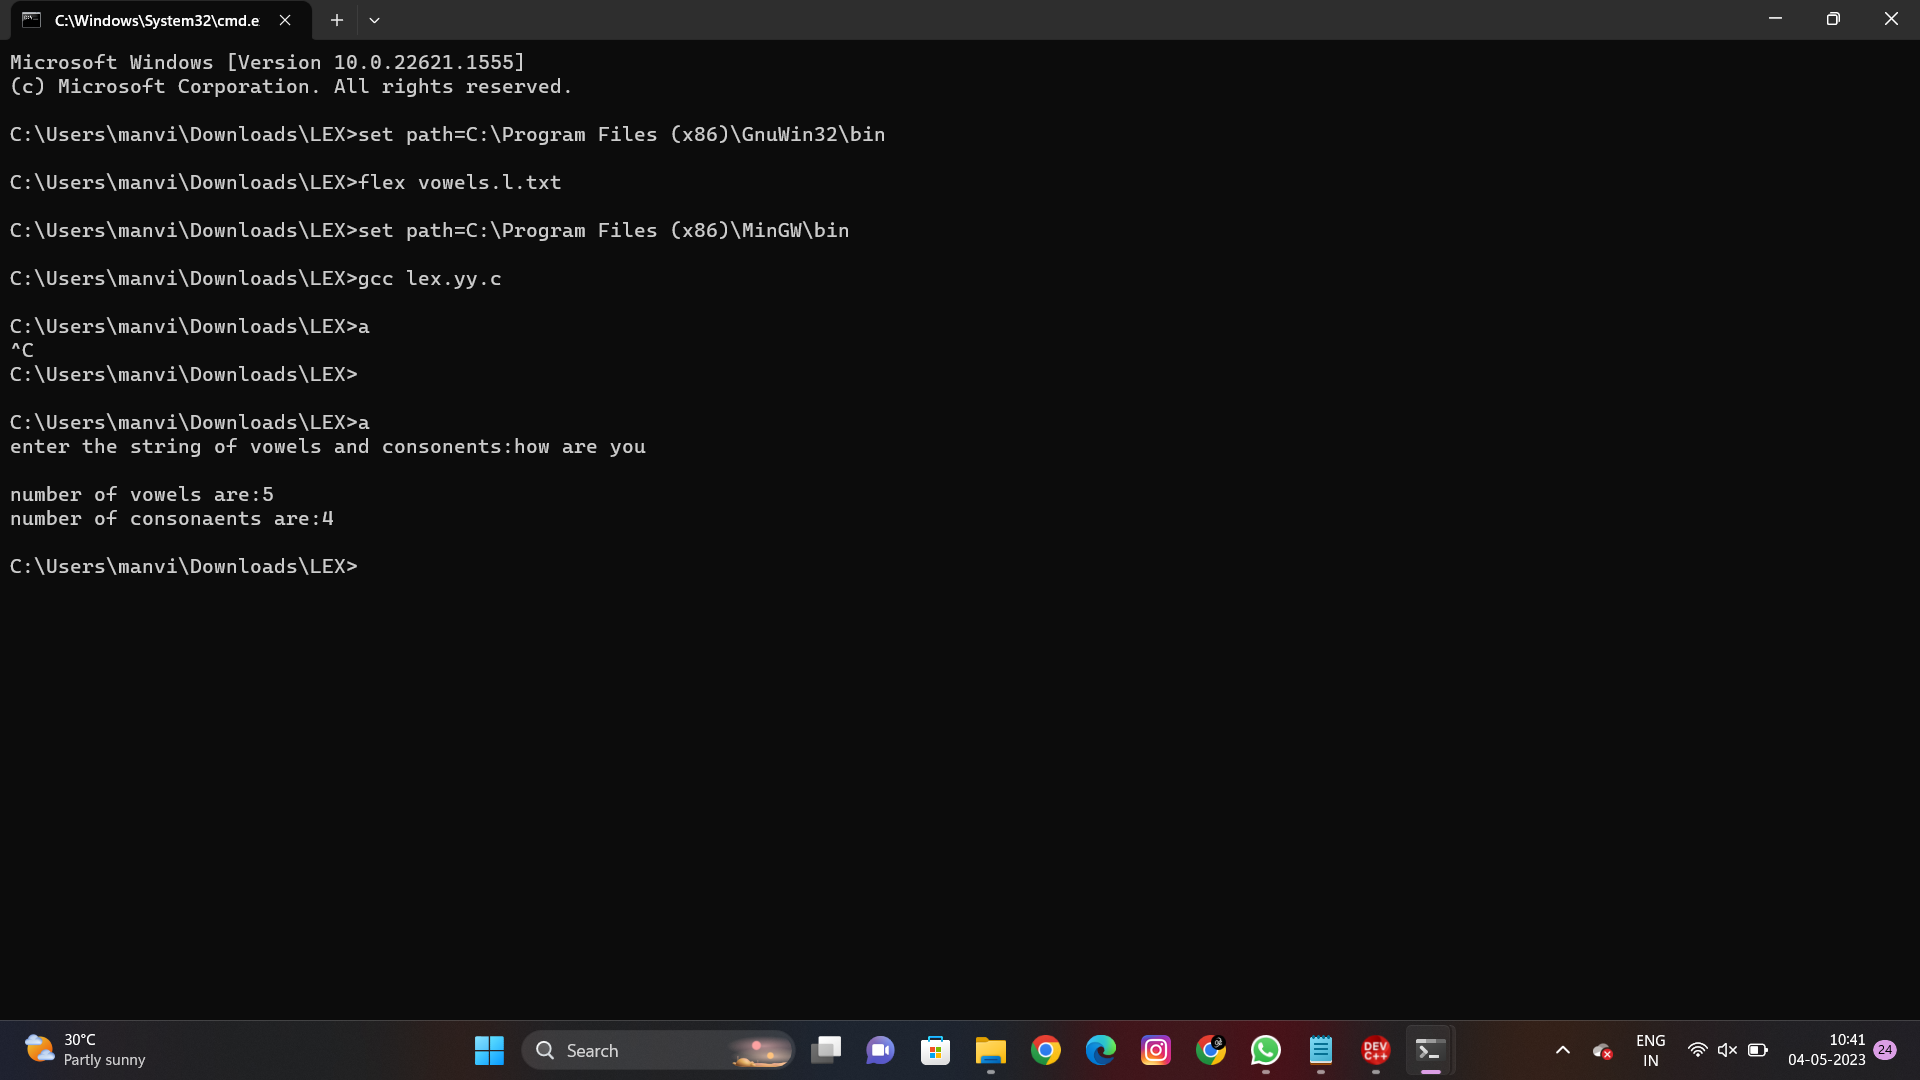 C:\Windows\System32\cmd.e
Microsoft Windows [Version 10.0.22621.1555]
(c) Microsoft Corporation. All rights reserved.
C:\Users\manvi\Downloads\LEX>set path=C:\Program Files (x86)\GnuWin32\bin
C:\Users\manvi\Downloads\LEX>flex vowels.l.txt
C:\Users\manvi\Downloads\LEX>set path=C:\Program Files (x86)\MinGW\bin
C:\Users\manvi\Downloads\LEX>gcc lex.yy.c
C:\Users\manvi\Downloads\LEX>a
^C
C:\Users\manvi\Downloads\LEX>
C:\Users\manvi\Downloads\LEX>a
enter the string of vowels and consonents:how are you
number of vowels are:5
number of consonaents are:4
C:\Users\manvi\Downloads\LEX>
30°C
Partly sunny
Search
DEV
C++
ENG
IN
10:41
04-05-2023
24